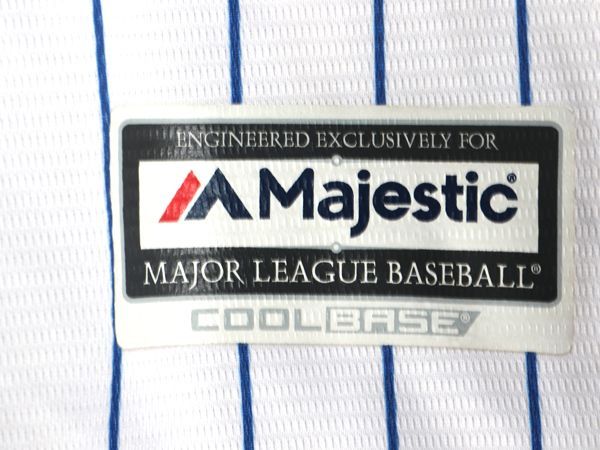 ENGINEERED EXCLUSIVELY FOR
Majestic®
MAJOR LEAGUE BASEBALL®
COOLBASE®